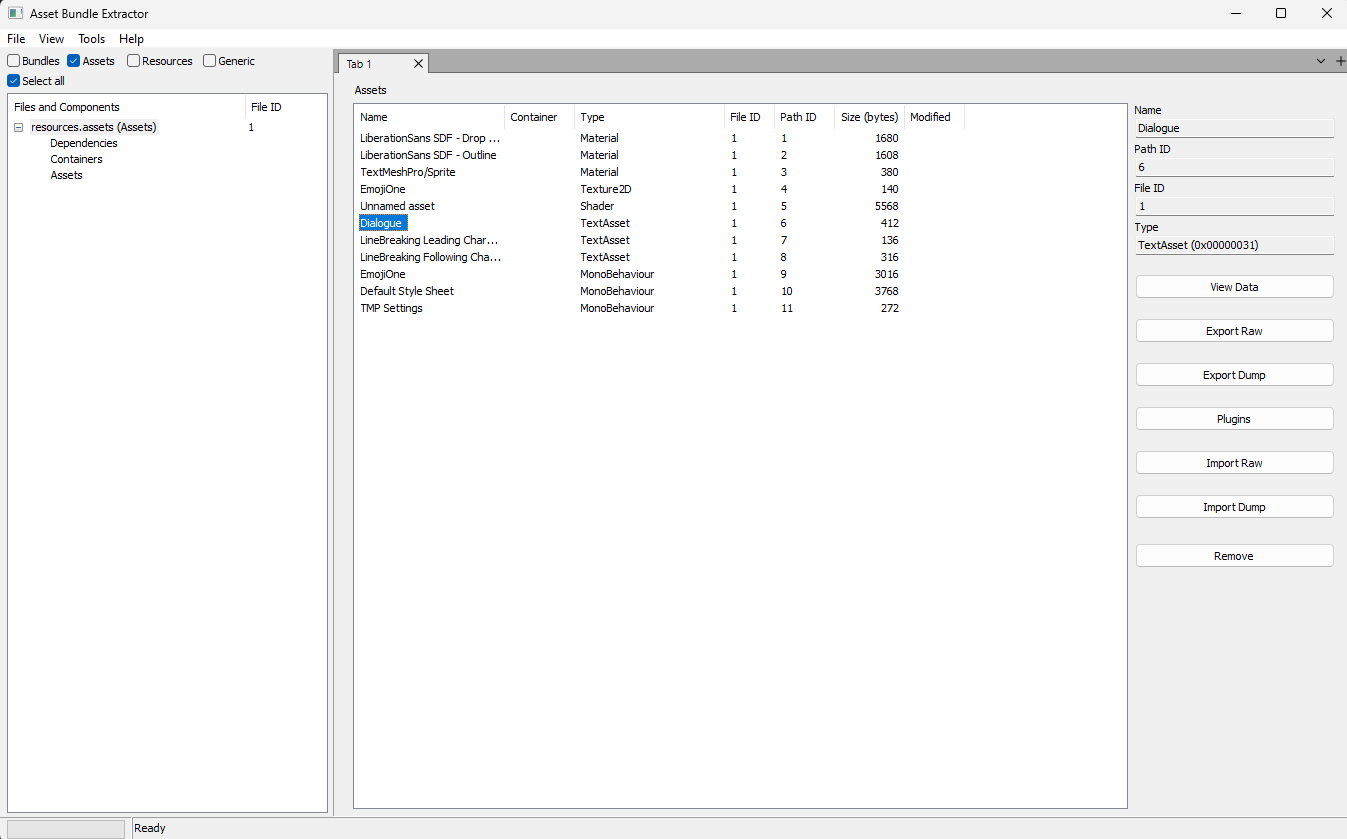 Asset Bundle Extractor
File View Tools Help
Bundles Assets Resources Generic
Select all
Files and Components File ID
resources.assets (Assets) 1
Dependencies
Containers
Assets
Tab 1
Assets
Name Container Type File ID Path ID Size (bytes) Modified
LiberationSans SDF - Drop ... Material 1 1 1680
LiberationSans SDF - Outline Material 1 2 1608
TextMeshPro/Sprite Material 1 3 380
EmojiOne Texture2D 1 4 140
Unnamed asset Shader 1 5 5568
Dialogue TextAsset 1 6 412
LineBreaking Leading Char... TextAsset 1 7 136
LineBreaking Following Cha... TextAsset 1 8 316
EmojiOne MonoBehaviour 1 9 3016
Default Style Sheet MonoBehaviour 1 10 3768
TMP Settings MonoBehaviour 1 11 272
Name
Dialogue
Path ID
6
File ID
1
Type
TextAsset (0x00000031)
View Data
Export Raw
Export Dump
Plugins
Import Raw
Import Dump
Remove
Ready